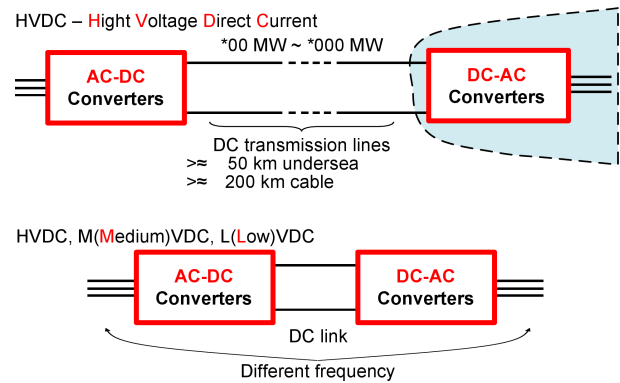 HVDC – Hight Voltage Direct Current
*00 MW ~ *000 MW
AC-DC
Converters
DC-AC
Converters
DC transmission lines
>≈ 50 km undersea
>≈ 200 km cable
HVDC, M(Medium)VDC, L(Low)VDC
AC-DC
Converters
DC-AC
Converters
DC link
Different frequency